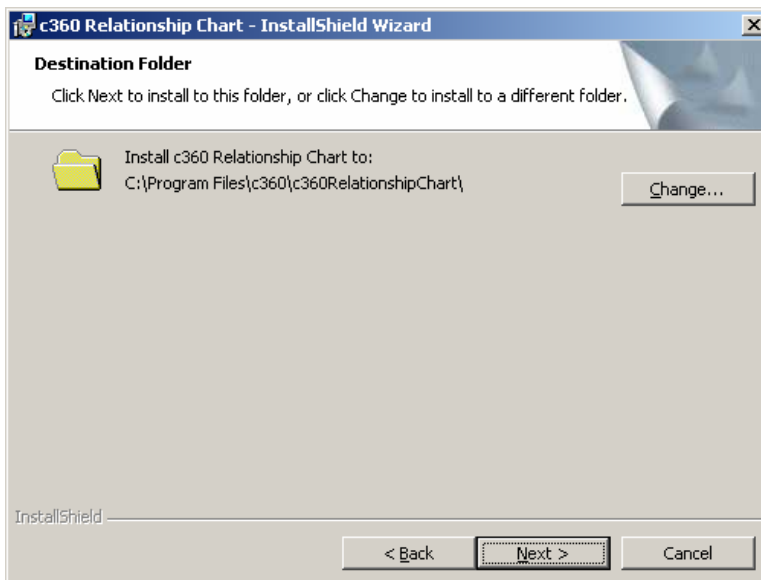 c360 Relationship Chart - InstallShield Wizard
Destination Folder
Click Next to install to this folder, or click Change to install to a different folder.
Install c360 Relationship Chart to:
C:\Program Files\c360\c360RelationshipChart\
Change...
InstallShield
< Back
Next >
Cancel